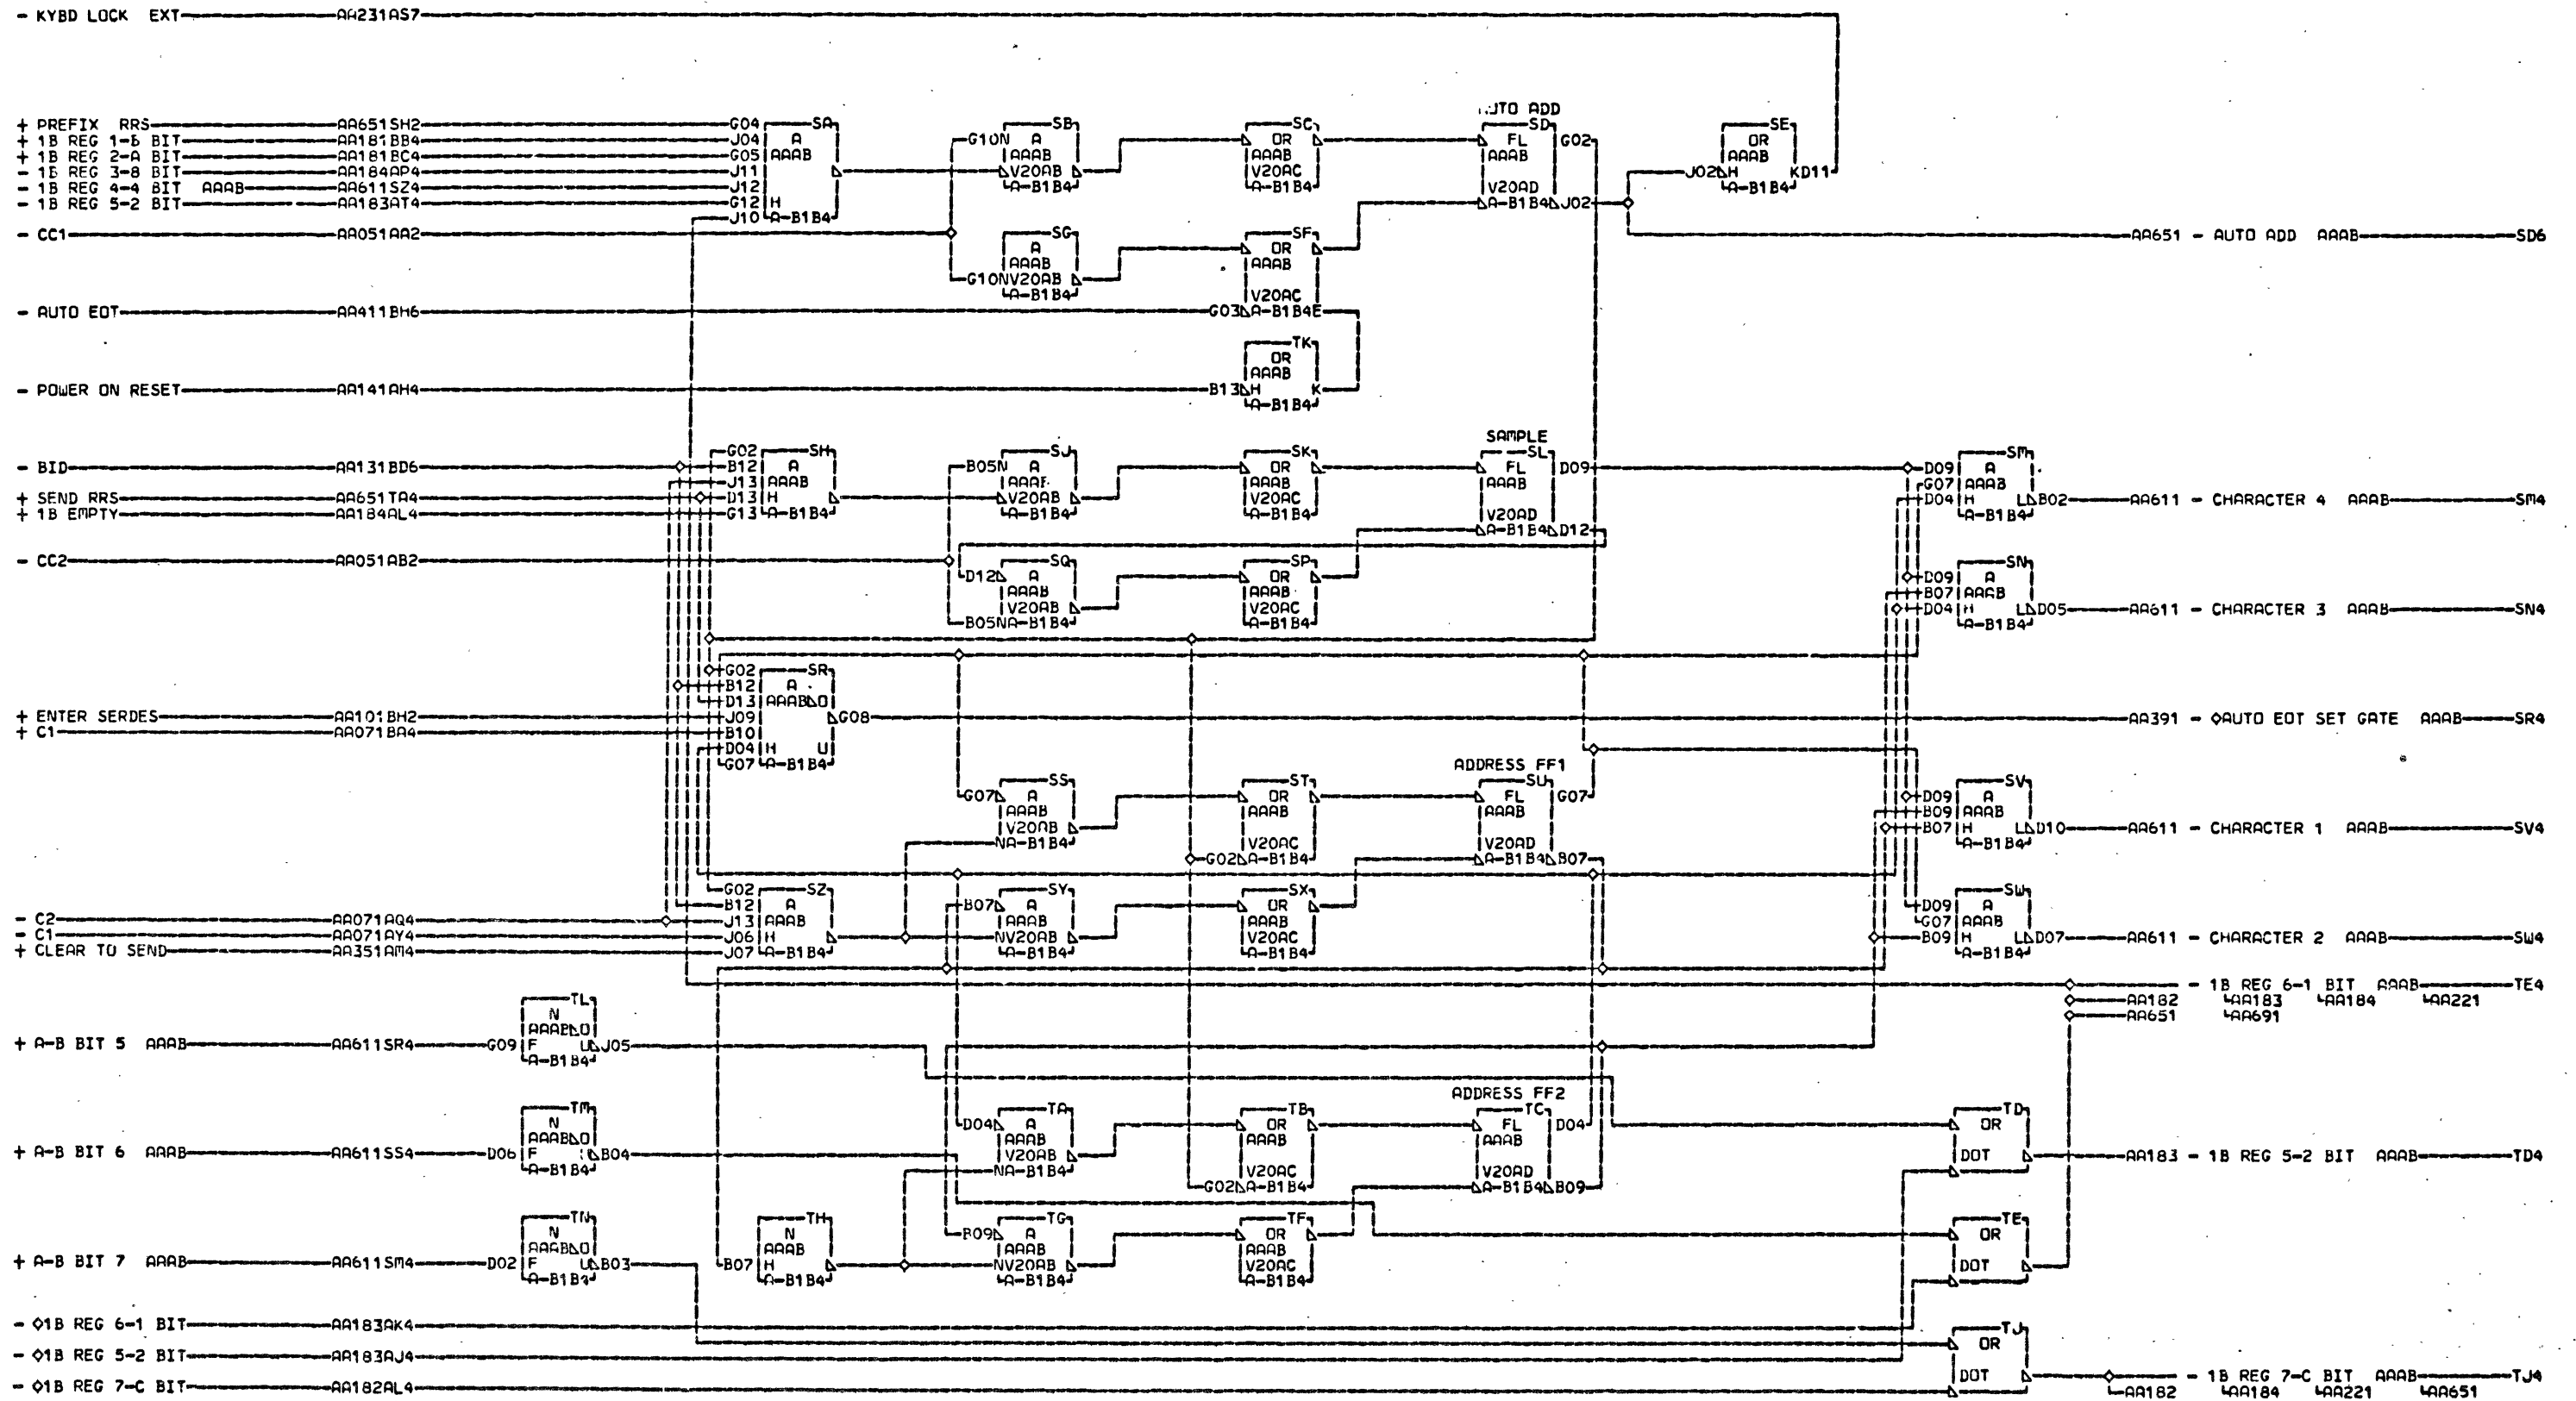 - KYBD LOCK EXT AA231AS7
AUTO ADD
+ PREFIX RRS AA651SH2 G04 SA G10N SB SC SD G02 SE
+ 1B REG 1-B BIT AA181BB4 J04 A A OR FL OR
+ 1B REG 2-A BIT AA181BC4 G05 AAAB AAAB AAAB AAAB AAAB
- 1B REG 3-8 BIT AA184AP4 J11 V20AB V20AC J02 H KD11
- 1B REG 4-4 BIT AAAB AA611SZ4 J12 A-B1B4 A-B1B4 V20AD A-B1B4
- 1B REG 5-2 BIT AA183AT4 G12 H A-B1B4 J02
J10 A-B1B4
- CC1 AA051AA2 SG SF AA651 - AUTO ADD AAAB SD6
A OR
AAAB AAAB
G10N V20AB
A-B1B4 V20AC
- AUTO EOT AA411BH6 G03 A-B1B4E
TK
OR
AAAB
- POWER ON RESET AA141AH4 B13 H K
A-B1B4
SAMPLE
G02 SH SJ SK SL SM
- BID AA131BD6 B12 A B05N A OR FL D09 D09 A
J13 AAAB AAAB AAAB G07 AAAB
+ SEND RRS AA651TA4 D13 H V20AB V20AC D04 H L B02 AA611 - CHARACTER 4 AAAB SM4
+ 1B EMPTY AA184AL4 G13 A-B1B4 A-B1B4 A-B1B4 V20AD A-B1B4
A-B1B4 D12
- CC2 AA051AB2 SQ SP SN
D12 A OR D09 A
AAAB AAAB B07 AAAB
V20AB V20AC D04 H L D05 AA611 - CHARACTER 3 AAAB SN4
B05N A-B1B4 A-B1B4 A-B1B4
G02 SR
B12 A
D13 AAAB O
+ ENTER SERDES AA101BH2 J09 G08 AA391 - ◇AUTO EOT SET GATE AAAB SR4
+ C1 AA071BA4 B10
D04 H U
G07 A-B1B4
ADDRESS FF1
SS ST SU SV
G07 A OR FL G07 D09 A
AAAB AAAB AAAB B09 AAAB
V20AB B07 H L D10 AA611 - CHARACTER 1 AAAB SV4
NA-B1B4 V20AC V20AD A-B1B4
G02 A-B1B4 A-B1B4 B07
G02 SZ SY SX SW
B12 A B07 A OR D09 A
- C2 AA071AQ4 J13 AAAB AAAB AAAB G07 AAAB
- C1 AA071AY4 J06 H NV20AB V20AC B09 H L D07 AA611 - CHARACTER 2 AAAB SW4
+ CLEAR TO SEND AA351AM4 J07 A-B1B4 A-B1B4 A-B1B4 A-B1B4
- 1B REG 6-1 BIT AAAB TE4
TL AA182 AA183 AA184 AA221
N AA651 AA691
AAAB O
+ A-B BIT 5 AAAB AA611SR4 G09 F U J05
A-B1B4
ADDRESS FF2
TM TA TB TC TD
N D04 A OR FL D04 OR
AAAB O AAAB AAAB AAAB
+ A-B BIT 6 AAAB AA611SS4 D06 F B04 V20AB DOT AA183 - 1B REG 5-2 BIT AAAB TD4
A-B1B4 NA-B1B4 V20AC V20AD
G02 A-B1B4 A-B1B4 B09
TN TH TG TF TE
N N B09 A OR OR
AAAB O AAAB AAAB AAAB
+ A-B BIT 7 AAAB AA611SM4 D02 F U B03 B07 H NV20AB V20AC DOT
A-B1B4 A-B1B4 A-B1B4 A-B1B4
- ◇1B REG 6-1 BIT AA183AK4 TJ
OR
- ◇1B REG 5-2 BIT AA183AJ4
DOT - 1B REG 7-C BIT AAAB TJ4
- ◇1B REG 7-C BIT AA182AL4 AA182 AA184 AA221 AA651